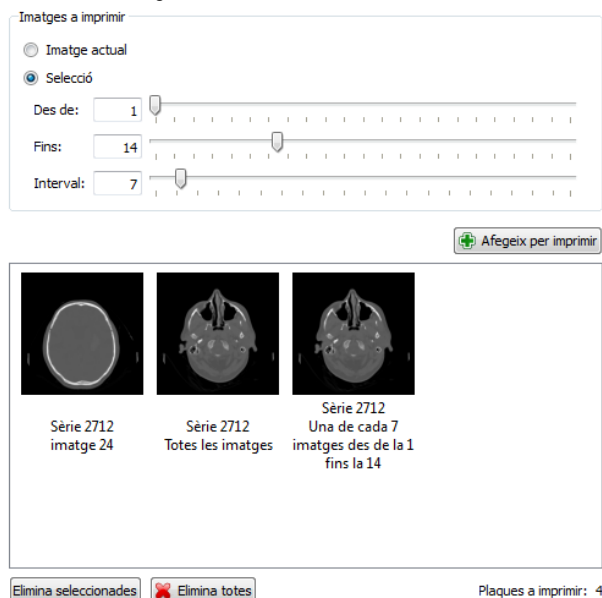 Imatges a imprimir
Imatge actual
Selecció
Des de: 1
Fins: 14
Interval: 7
Afegeix per imprimir
Sèrie 2712
imatge 24
Sèrie 2712
Totes les imatges
Sèrie 2712
Una de cada 7
imatges des de la 1
fins la 14
Elimina seleccionades
Elimina totes
Plaques a imprimir: 4